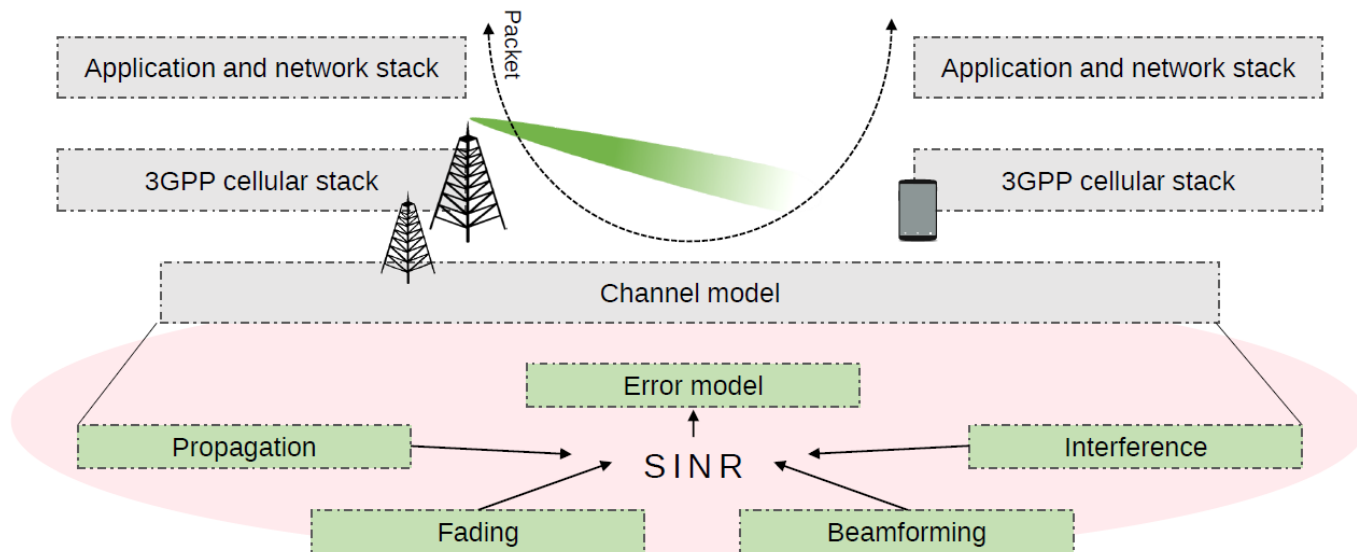 Packet
Application and network stack
Application and network stack
3GPP cellular stack
3GPP cellular stack
Channel model
Error model
Propagation
Interference
SINR
Fading
Beamforming